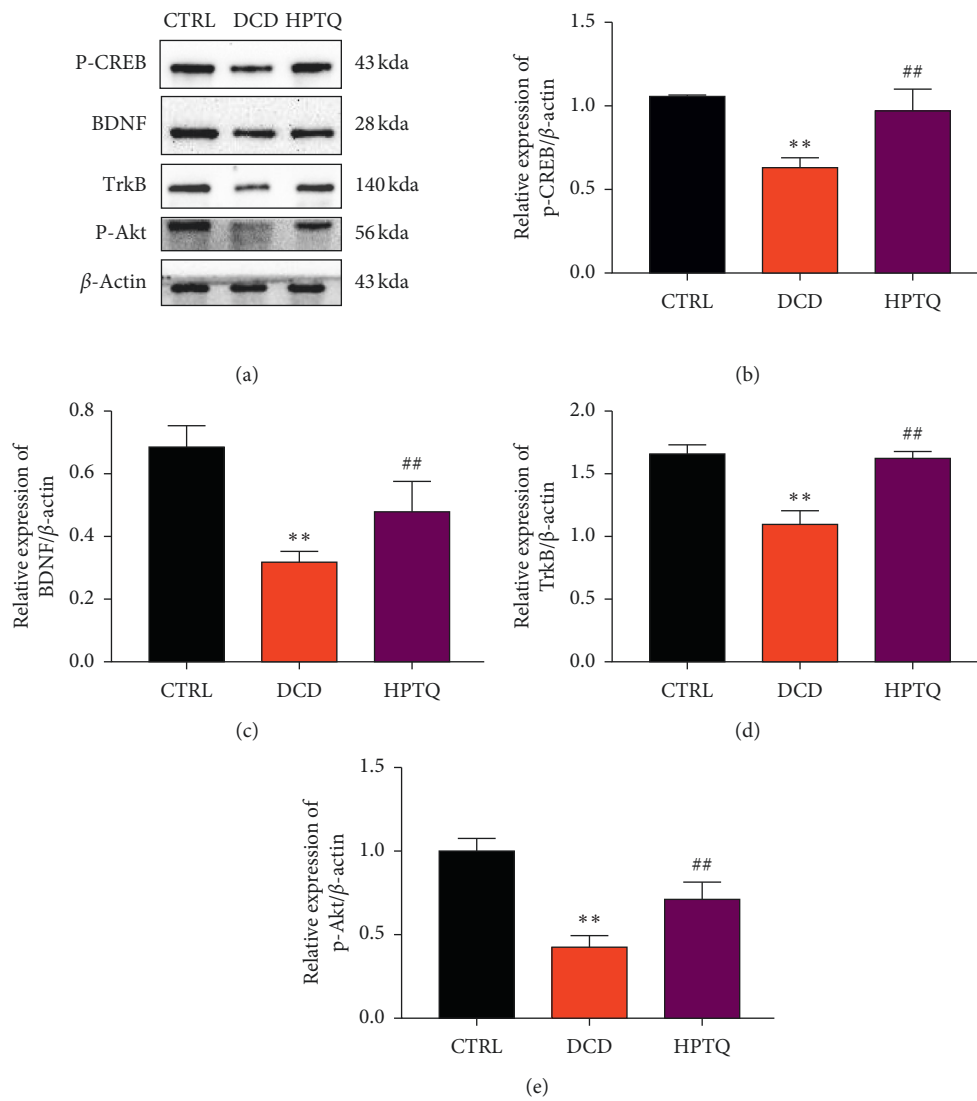 CTRL DCD HPTQ
P-CREB 43 kda
BDNF 28 kda
TrkB 140 kda
P-Akt 56 kda
β-Actin 43 kda
(a)
Relative expression of
p-CREB/β-actin
1.5
1.0
0.5
0.0
**
##
CTRL DCD HPTQ
(b)
Relative expression of
BDNF/β-actin
0.8
0.6
0.4
0.2
0.0
**
##
CTRL DCD HPTQ
(c)
Relative expression of
TrkB/β-actin
2.0
1.5
1.0
0.5
0.0
**
##
CTRL DCD HPTQ
(d)
Relative expression of
p-Akt/β-actin
1.5
1.0
0.5
0.0
**
##
CTRL DCD HPTQ
(e)